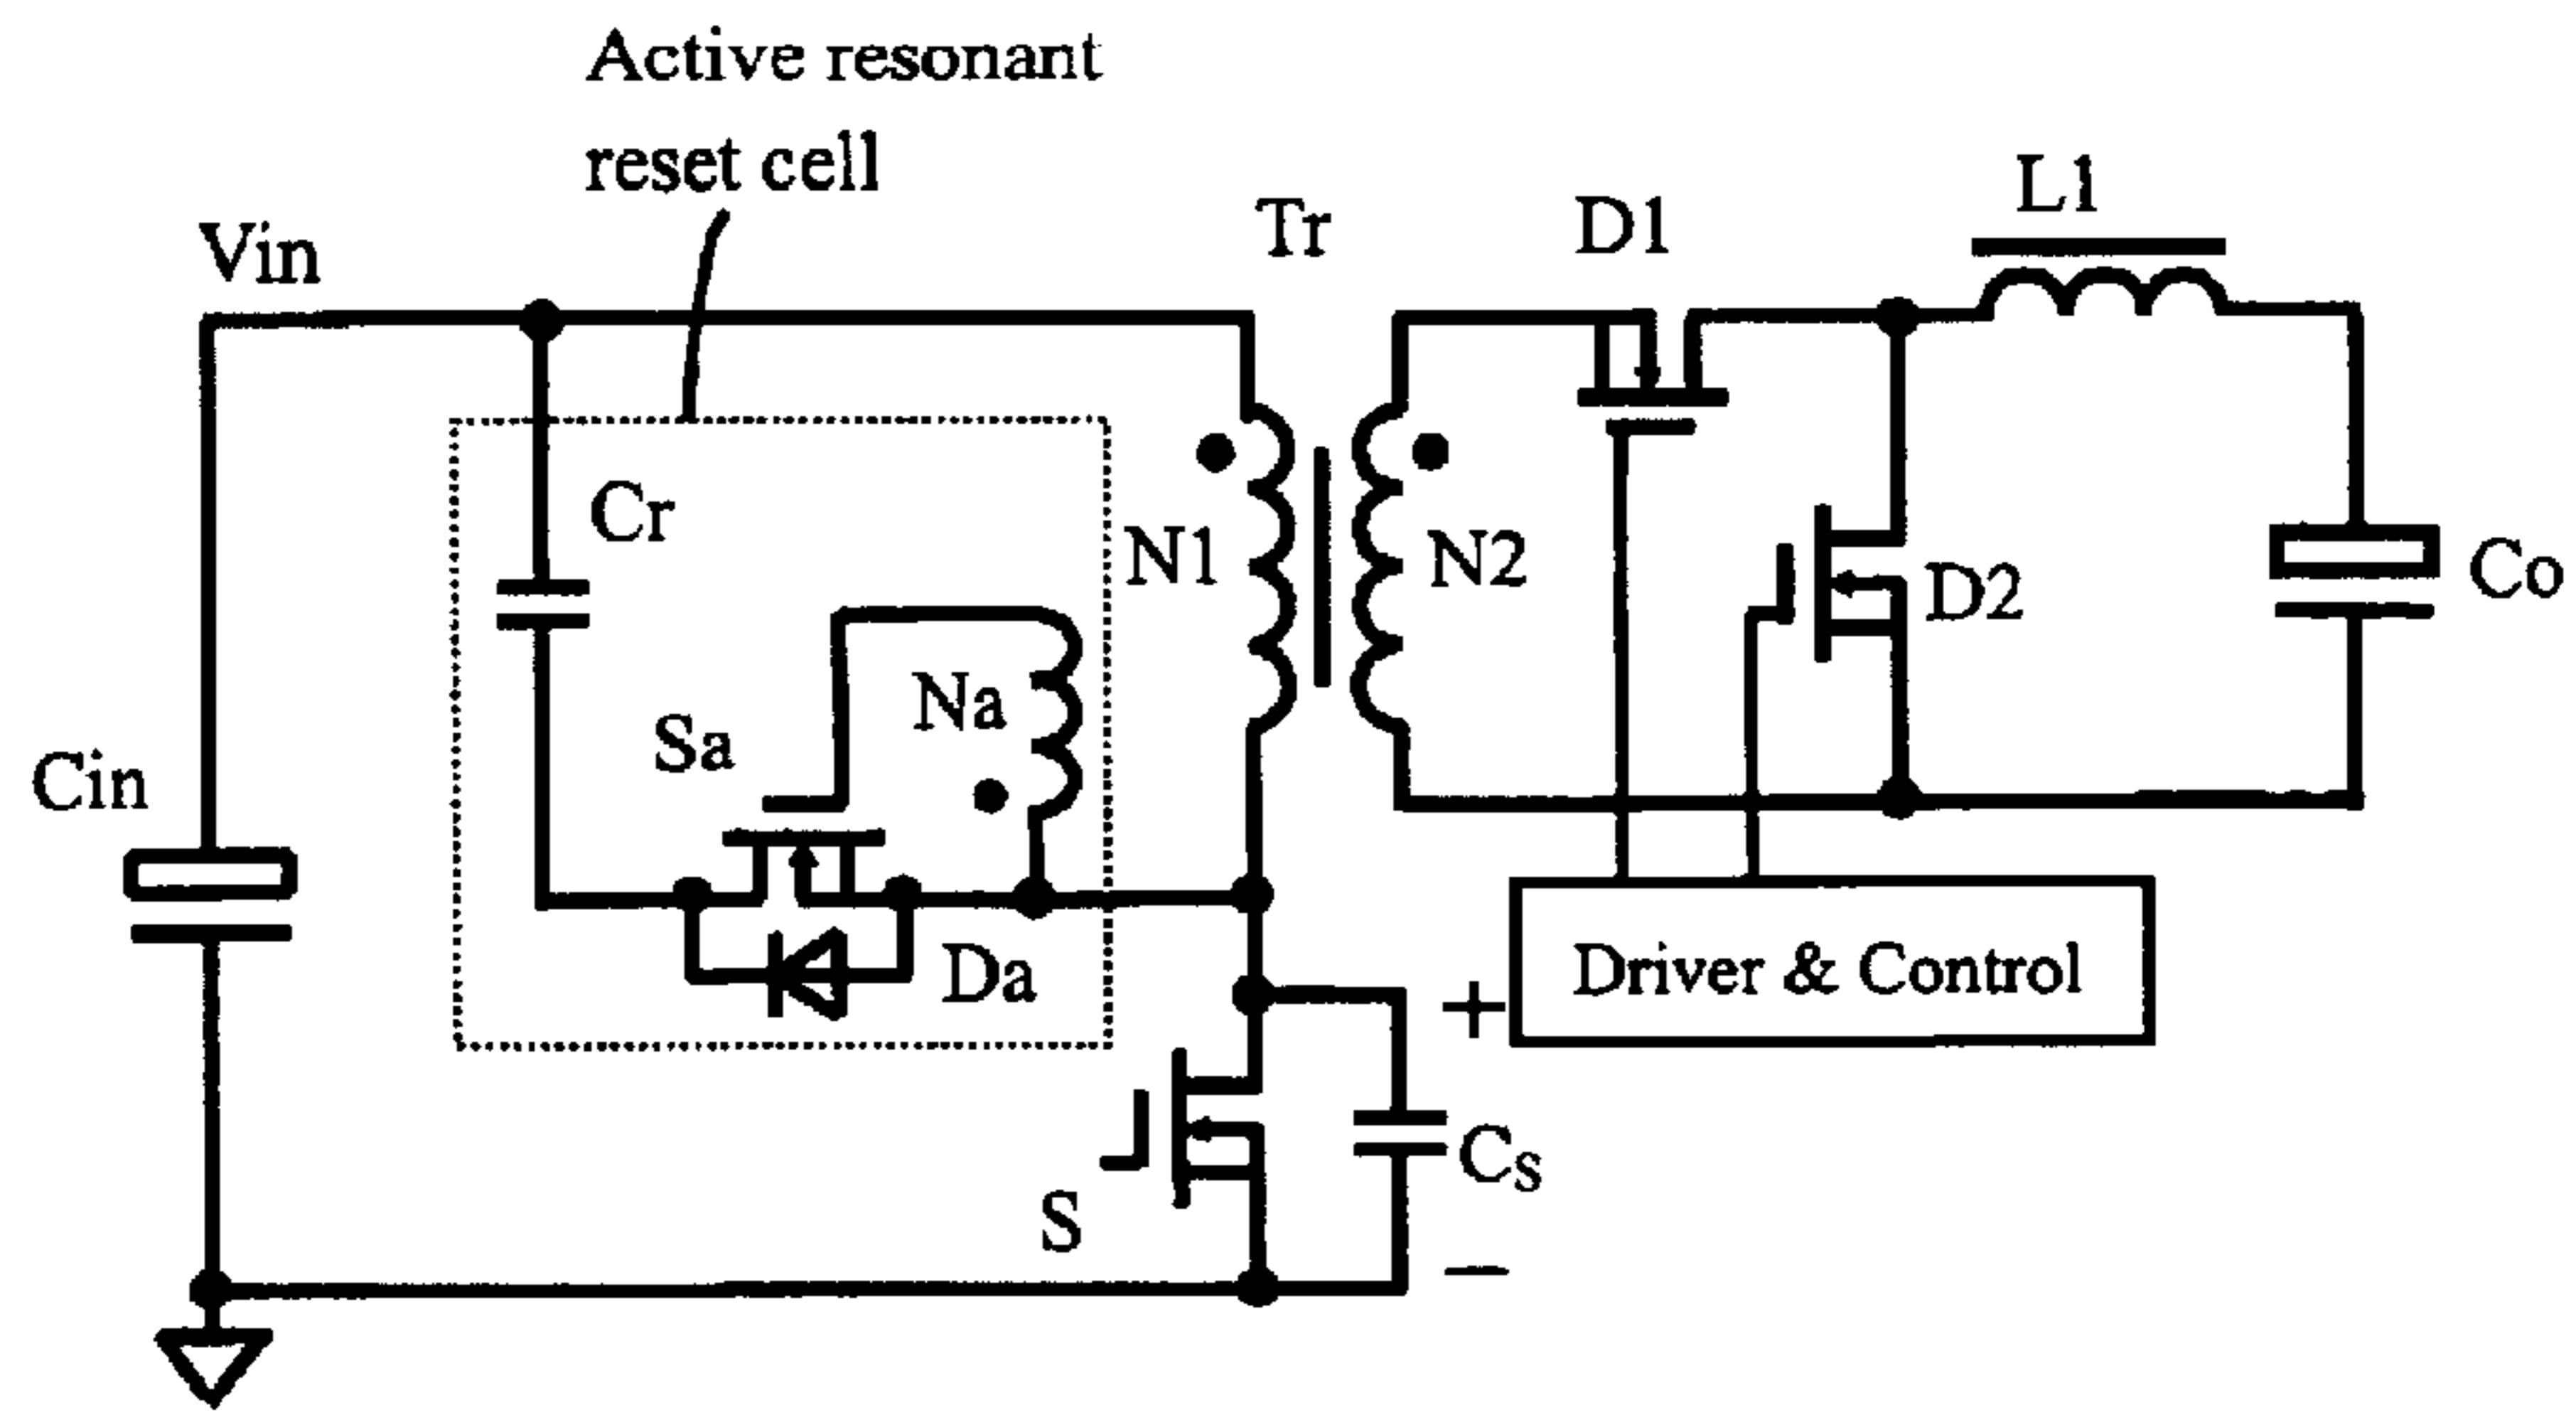 Active resonant
reset cell
Vin
Tr
D1
L1
Cr
N1
N2
D2
Co
Na
Sa
Cin
Da
+
Driver & Control
Cs
S
−